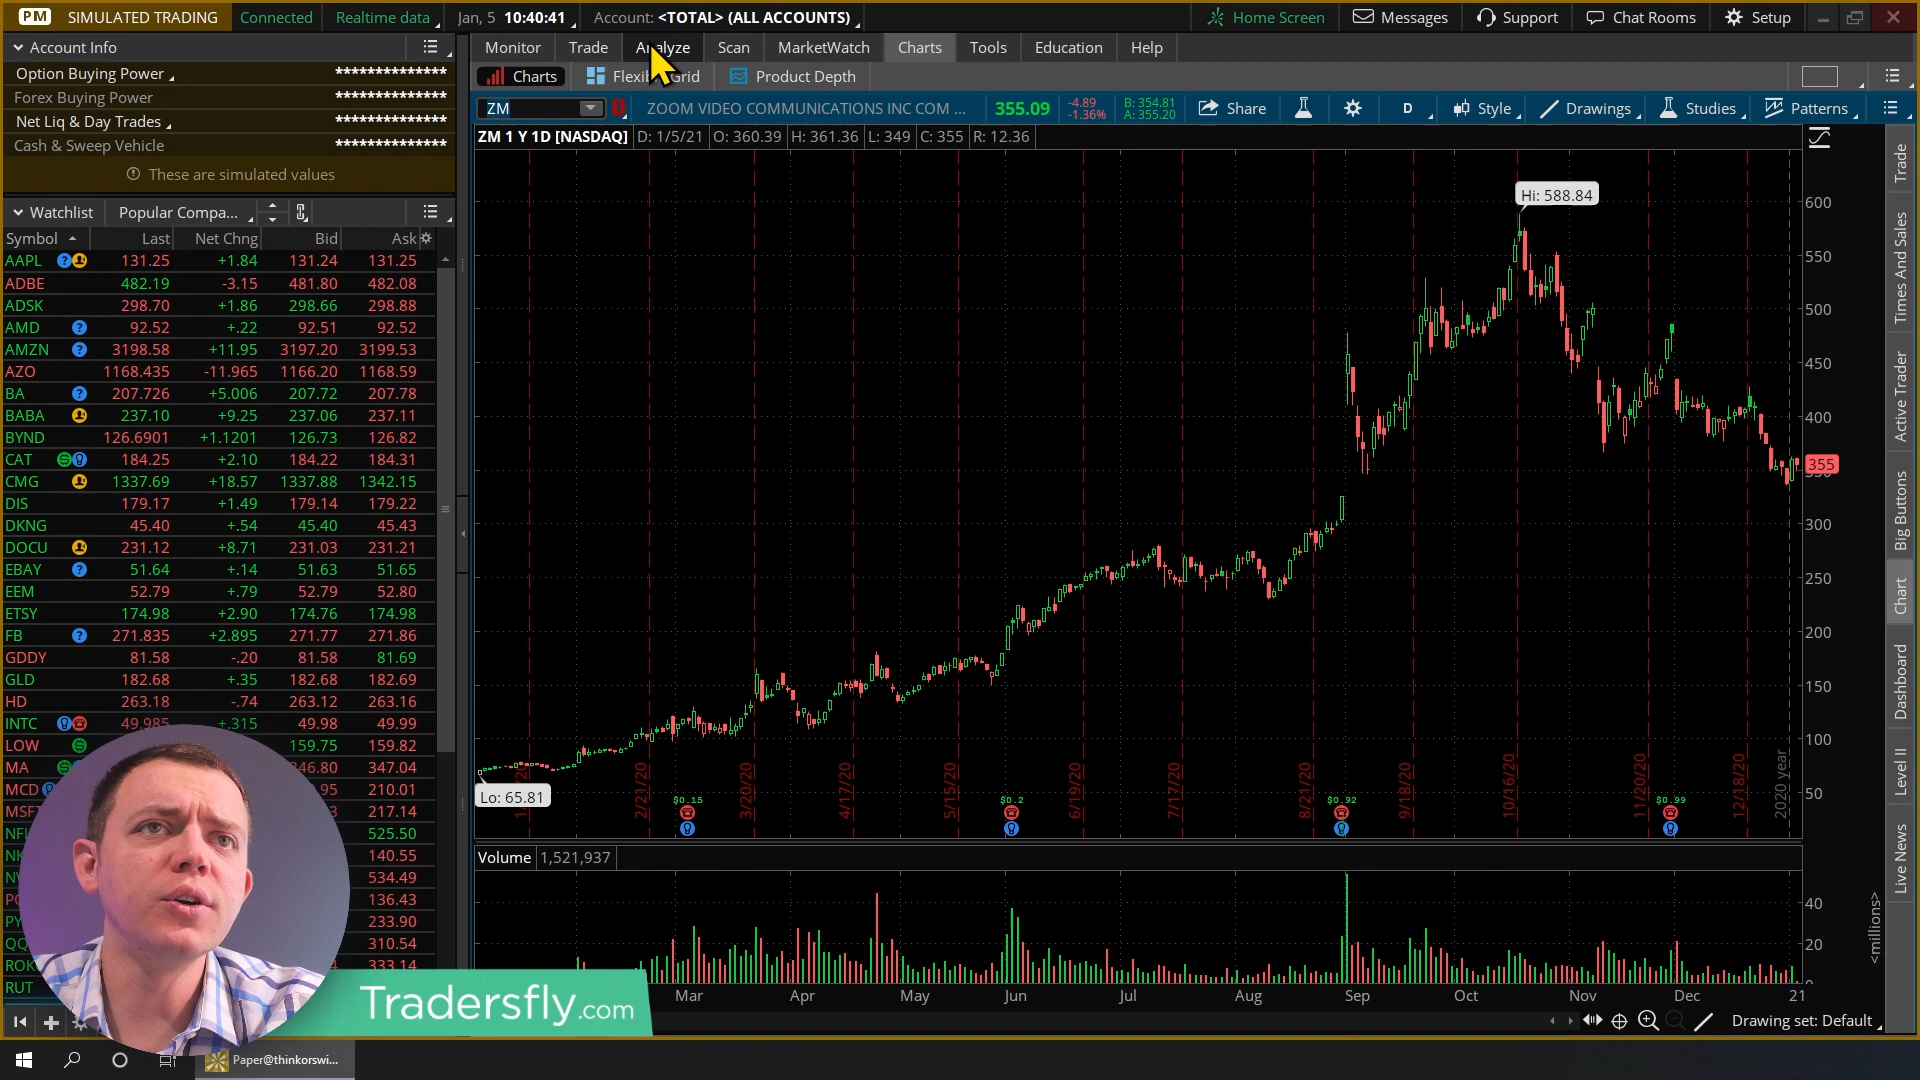 PM SIMULATED TRADING Connected Realtime data Jan, 5 10:40:41 Account: <TOTAL> (ALL ACCOUNTS) Home Screen Messages Support Chat Rooms Setup
Account Info
Option Buying Power **************
Forex Buying Power **************
Net Liq & Day Trades **************
Cash & Sweep Vehicle **************
These are simulated values
Watchlist Popular Compa...
Symbol Last Net Chng Bid Ask
AAPL 131.25 +1.84 131.24 131.25
ADBE 482.19 -3.15 481.80 482.08
ADSK 298.70 +1.86 298.66 298.88
AMD 92.52 +.22 92.51 92.52
AMZN 3198.58 +11.95 3197.20 3199.53
AZO 1168.435 -11.965 1166.20 1168.59
BA 207.726 +5.006 207.72 207.78
BABA 237.10 +9.25 237.06 237.11
BYND 126.6901 +1.1201 126.73 126.82
CAT 184.25 +2.10 184.22 184.31
CMG 1337.69 +18.57 1337.88 1342.15
DIS 179.17 +1.49 179.14 179.22
DKNG 45.40 +.54 45.40 45.43
DOCU 231.12 +8.71 231.03 231.21
EBAY 51.64 +.14 51.63 51.65
EEM 52.79 +.79 52.79 52.80
ETSY 174.98 +2.90 174.76 174.98
FB 271.835 +2.895 271.77 271.86
GDDY 81.58 -.20 81.58 81.69
GLD 182.68 +.35 182.68 182.69
HD 263.18 -.74 263.12 263.16
INTC 49.985 +.315 49.98 49.99
LOW 159.75 159.82
MA 347.04
MCD 210.01
MSFT 217.14
525.50
140.55
534.49
136.43
233.90
310.54
333.14
RUT
Monitor Trade Analyze Scan MarketWatch Charts Tools Education Help
Charts Flexible Grid Product Depth
ZM ZOOM VIDEO COMMUNICATIONS INC COM ... 355.09 -4.89 -1.36% B: 354.81 A: 355.20 Share D Style Drawings Studies Patterns
ZM 1 Y 1D [NASDAQ] D: 1/5/21 O: 360.39 H: 361.36 L: 349 C: 355 R: 12.36
Hi: 588.84
Lo: 65.81
600
550
500
450
400
355
300
250
200
150
100
50
2/21/20 3/20/20 4/17/20 5/15/20 6/19/20 7/17/20 8/21/20 9/18/20 10/16/20 11/20/20 12/18/20 2020 year
$0.15 $0.2 $0.92 $0.99
Volume 1,521,937
40
20
<millions>
Mar Apr May Jun Jul Aug Sep Oct Nov Dec 21
Drawing set: Default
Trade
Times And Sales
Active Trader
Big Buttons
Chart
Dashboard
Level II
Live News
Tradersfly.com
Paper@thinkorswi...